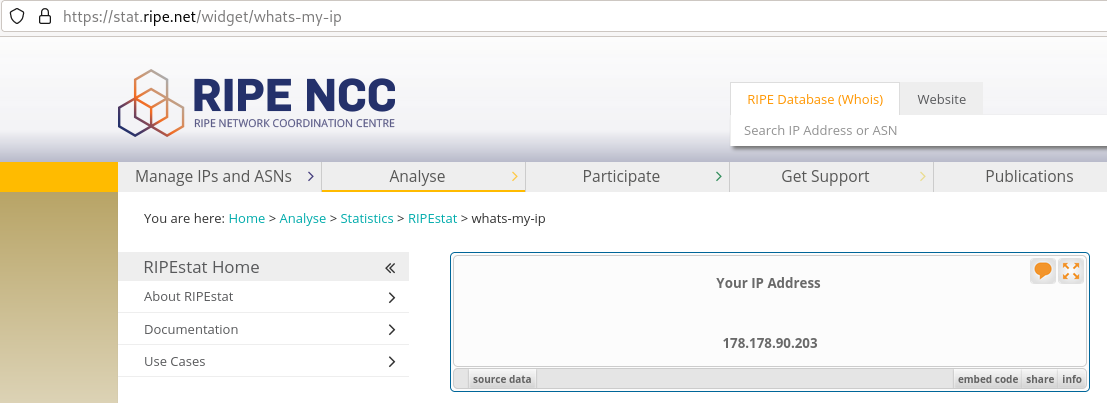 https://stat.ripe.net/widget/whats-my-ip
RIPE NCC
RIPE NETWORK COORDINATION CENTRE
RIPE Database (Whois) Website
Search IP Address or ASN
Manage IPs and ASNs Analyse Participate Get Support Publications
You are here: Home > Analyse > Statistics > RIPEstat > whats-my-ip
RIPEstat Home
About RIPEstat
Documentation
Use Cases
Your IP Address
178.178.90.203
source data embed code share info